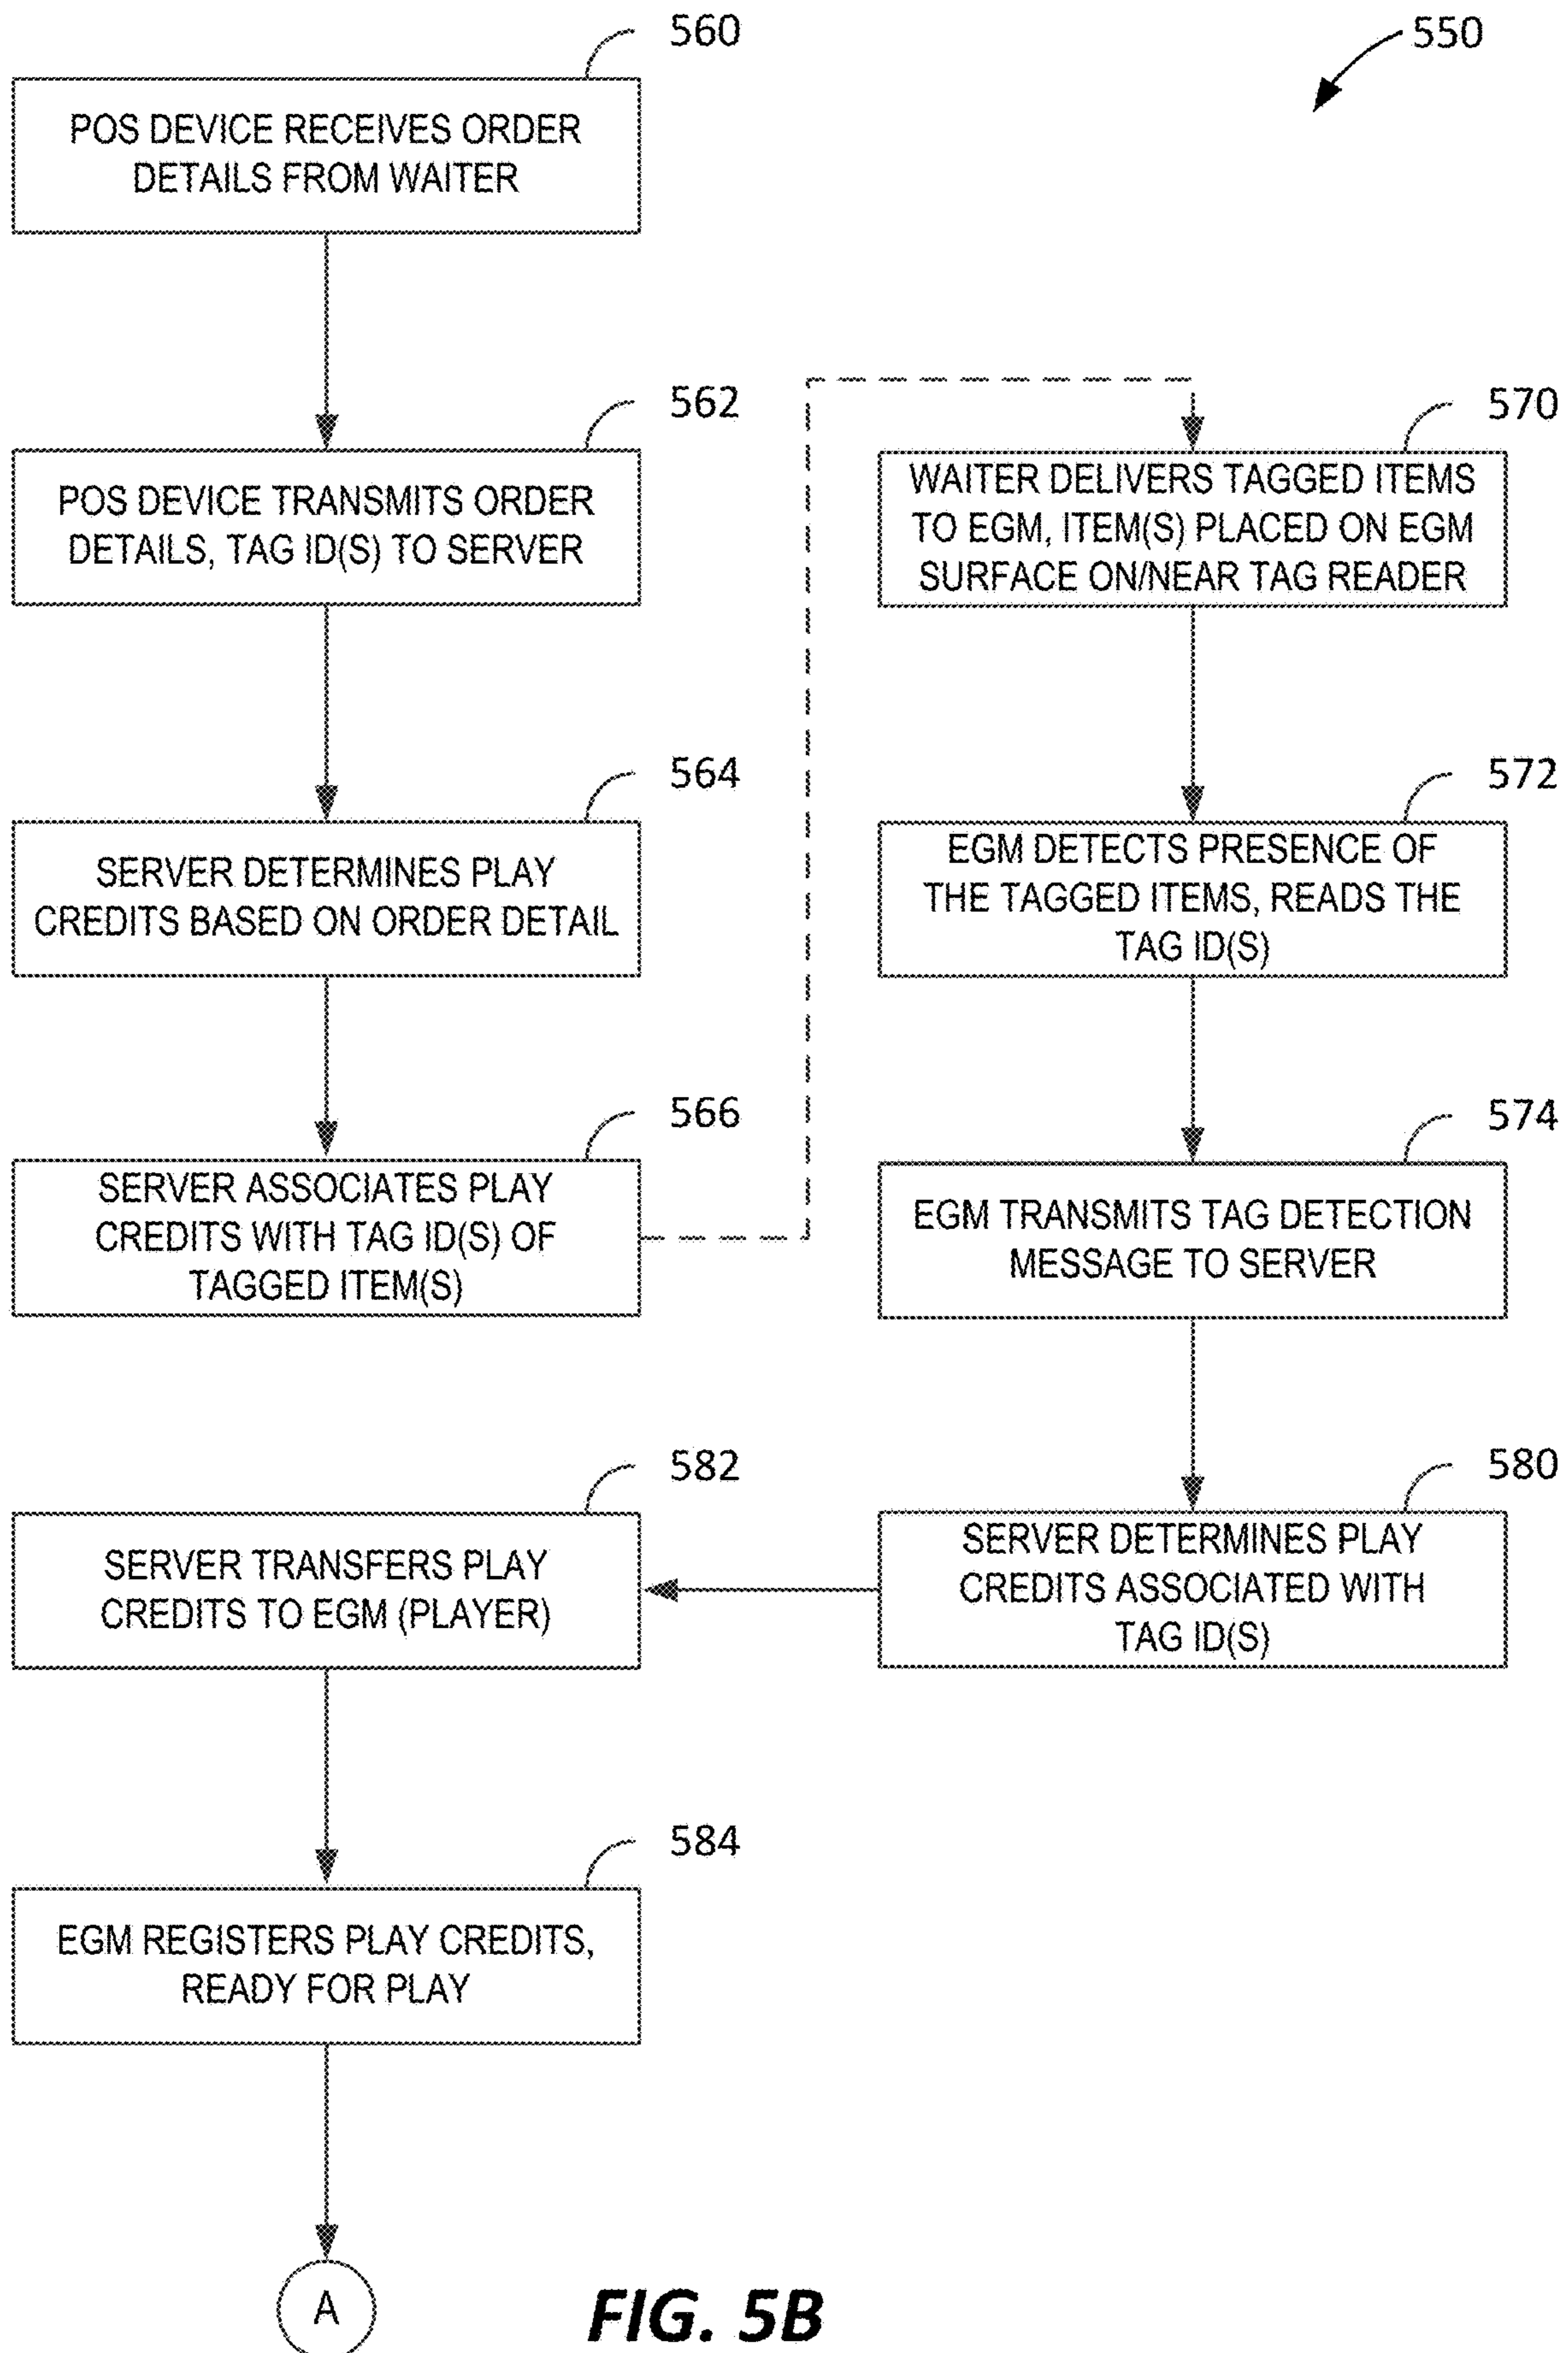 560
550
POS DEVICE RECEIVES ORDER
DETAILS FROM WAITER
562
POS DEVICE TRANSMITS ORDER
DETAILS, TAG ID(S) TO SERVER
564
SERVER DETERMINES PLAY
CREDITS BASED ON ORDER DETAIL
566
SERVER ASSOCIATES PLAY
CREDITS WITH TAG ID(S) OF
TAGGED ITEM(S)
570
WAITER DELIVERS TAGGED ITEMS
TO EGM, ITEM(S) PLACED ON EGM
SURFACE ON/NEAR TAG READER
572
EGM DETECTS PRESENCE OF
THE TAGGED ITEMS, READS THE
TAG ID(S)
574
EGM TRANSMITS TAG DETECTION
MESSAGE TO SERVER
580
SERVER DETERMINES PLAY
CREDITS ASSOCIATED WITH
TAG ID(S)
582
SERVER TRANSFERS PLAY
CREDITS TO EGM (PLAYER)
584
EGM REGISTERS PLAY CREDITS,
READY FOR PLAY
A
FIG. 5B